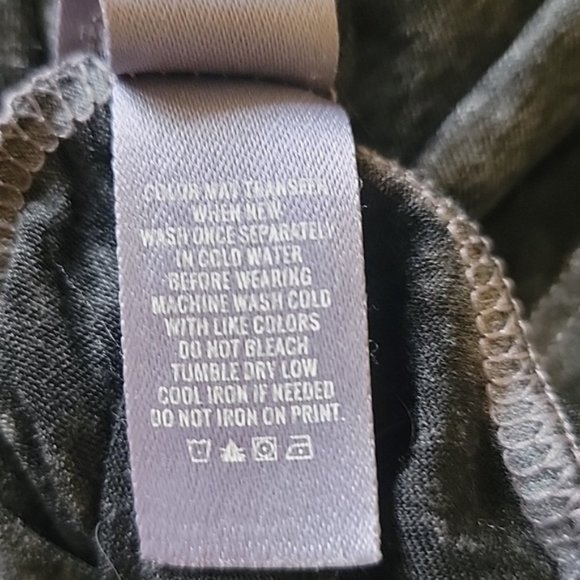 COLOR MAY TRANSFER
WHEN NEW
WASH ONCE SEPARATELY
IN COLD WATER
BEFORE WEARING
MACHINE WASH COLD
WITH LIKE COLORS
DO NOT BLEACH
TUMBLE DRY LOW
COOL IRON IF NEEDED
DO NOT IRON ON PRINT.